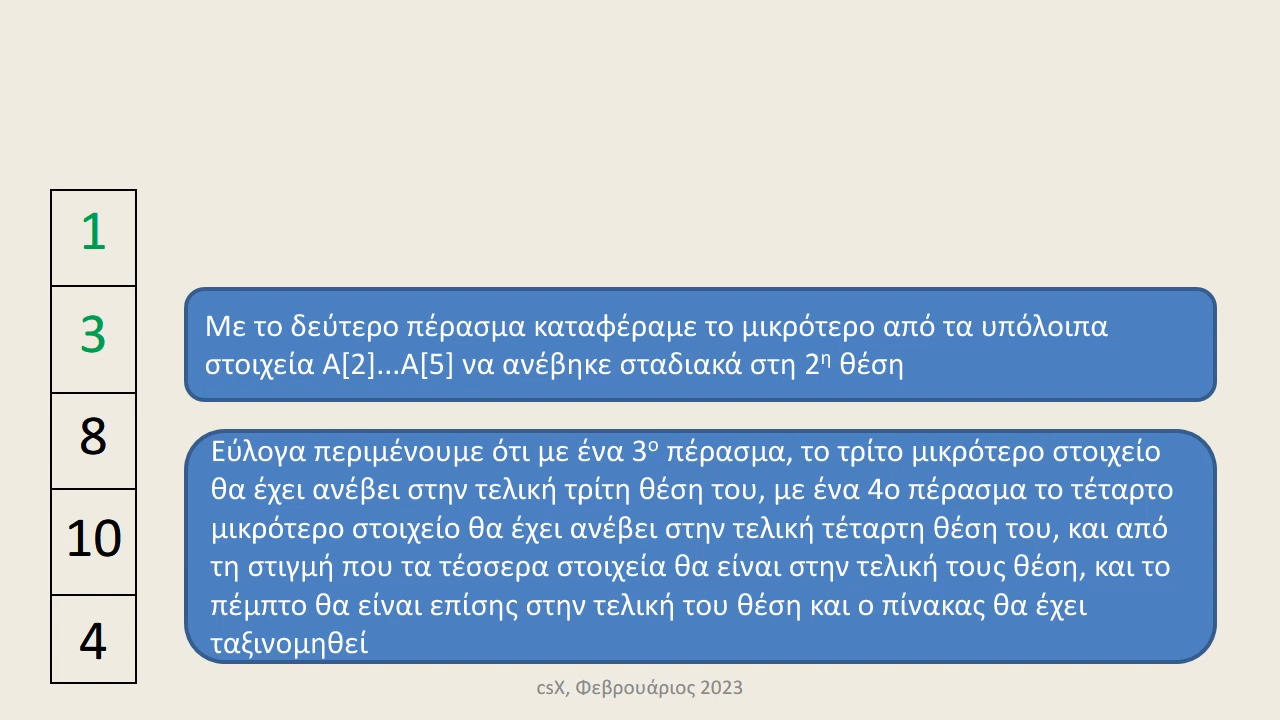 1
3
8
10
4
Με το δεύτερο πέρασμα καταφέραμε το μικρότερο από τα υπόλοιπα
στοιχεία Α[2]...Α[5] να ανέβηκε σταδιακά στη 2η θέση
Εύλογα περιμένουμε ότι με ένα 3ο πέρασμα, το τρίτο μικρότερο στοιχείο
θα έχει ανέβει στην τελική τρίτη θέση του, με ένα 4ο πέρασμα το τέταρτο
μικρότερο στοιχείο θα έχει ανέβει στην τελική τέταρτη θέση του, και από
τη στιγμή που τα τέσσερα στοιχεία θα είναι στην τελική τους θέση, και το
πέμπτο θα είναι επίσης στην τελική του θέση και ο πίνακας θα έχει
ταξινομηθεί
csX, Φεβρουάριος 2023